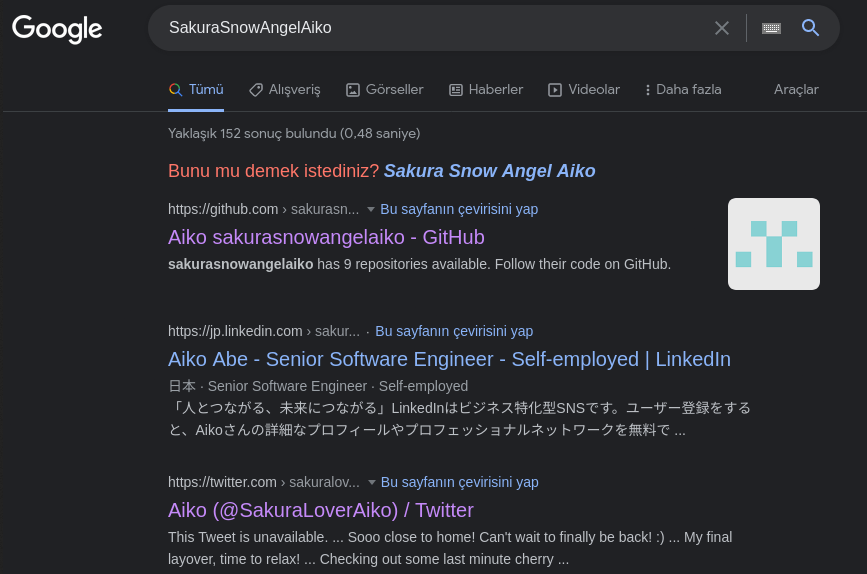 Google
SakuraSnowAngelAiko
Tümü Alışveriş Görseller Haberler Videolar Daha fazla Araçlar
Yaklaşık 152 sonuç bulundu (0,48 saniye)
Bunu mu demek istediniz? Sakura Snow Angel Aiko
https://github.com › sakurasn... Bu sayfanın çevirisini yap
Aiko sakurasnowangelaiko - GitHub
sakurasnowangelaiko has 9 repositories available. Follow their code on GitHub.
https://jp.linkedin.com › sakur... · Bu sayfanın çevirisini yap
Aiko Abe - Senior Software Engineer - Self-employed | LinkedIn
日本 · Senior Software Engineer · Self-employed
「人とつながる、未来につながる」LinkedInはビジネス特化型SNSです。ユーザー登録をする
と、Aikoさんの詳細なプロフィールやプロフェッショナルネットワークを無料で ...
https://twitter.com › sakuralov... Bu sayfanın çevirisini yap
Aiko (@SakuraLoverAiko) / Twitter
This Tweet is unavailable. ... Sooo close to home! Can't wait to finally be back! :) ... My final
layover, time to relax! ... Checking out some last minute cherry ...